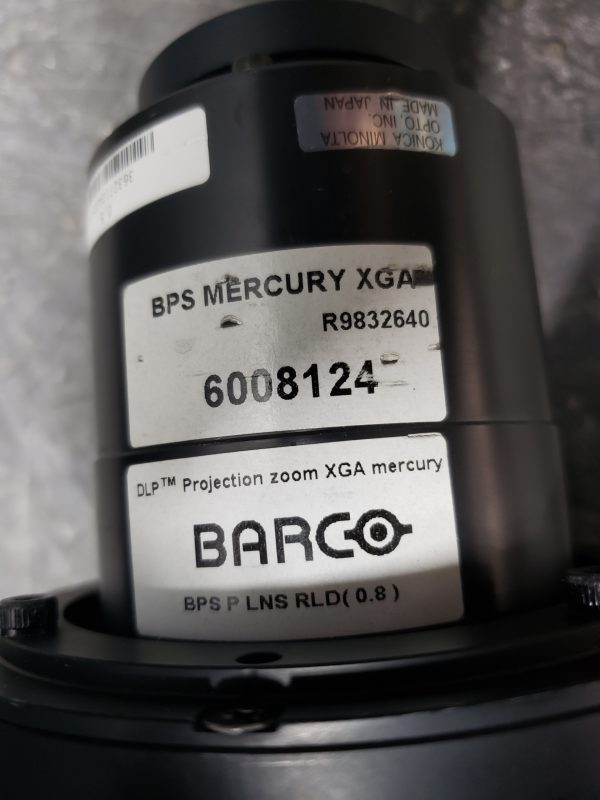 KONICA MINOLTA
OPTO, INC.
MADE IN JAPAN
BPS MERCURY XGA
R9832640
6008124
DLP™ Projection zoom XGA mercury
BARCO
BPS P LNS RLD( 0.8 )